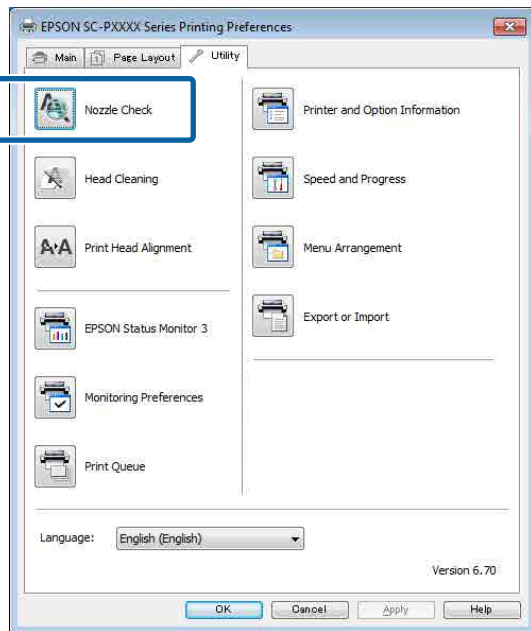 EPSON SC-PXXXX Series Printing Preferences
Main Page Layout Utility
Nozzle Check
Head Cleaning
A A Print Head Alignment
EPSON Status Monitor 3
Monitoring Preferences
Print Queue
Printer and Option Information
Speed and Progress
Menu Arrangement
Export or Import
Language: English (English)
Version 6.70
OK Cancel Apply Help